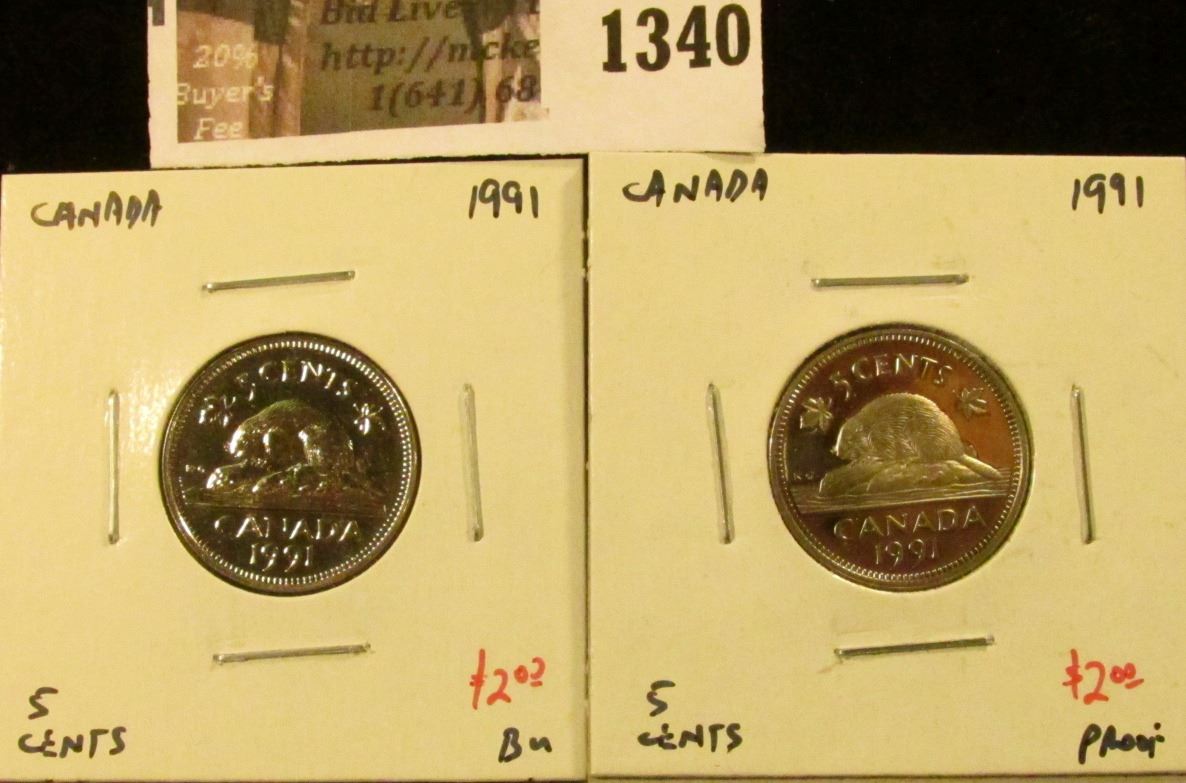 Bid Live
1340
20%
http://nicke
Buyer's
1(641) 68
Fee
CANADA 1991
5 CENTS
CANADA
1991
5
CENTS
$2.00
BU
CANADA 1991
5 CENTS
CANADA
1991
5
CENTS
$2.00
PROOF